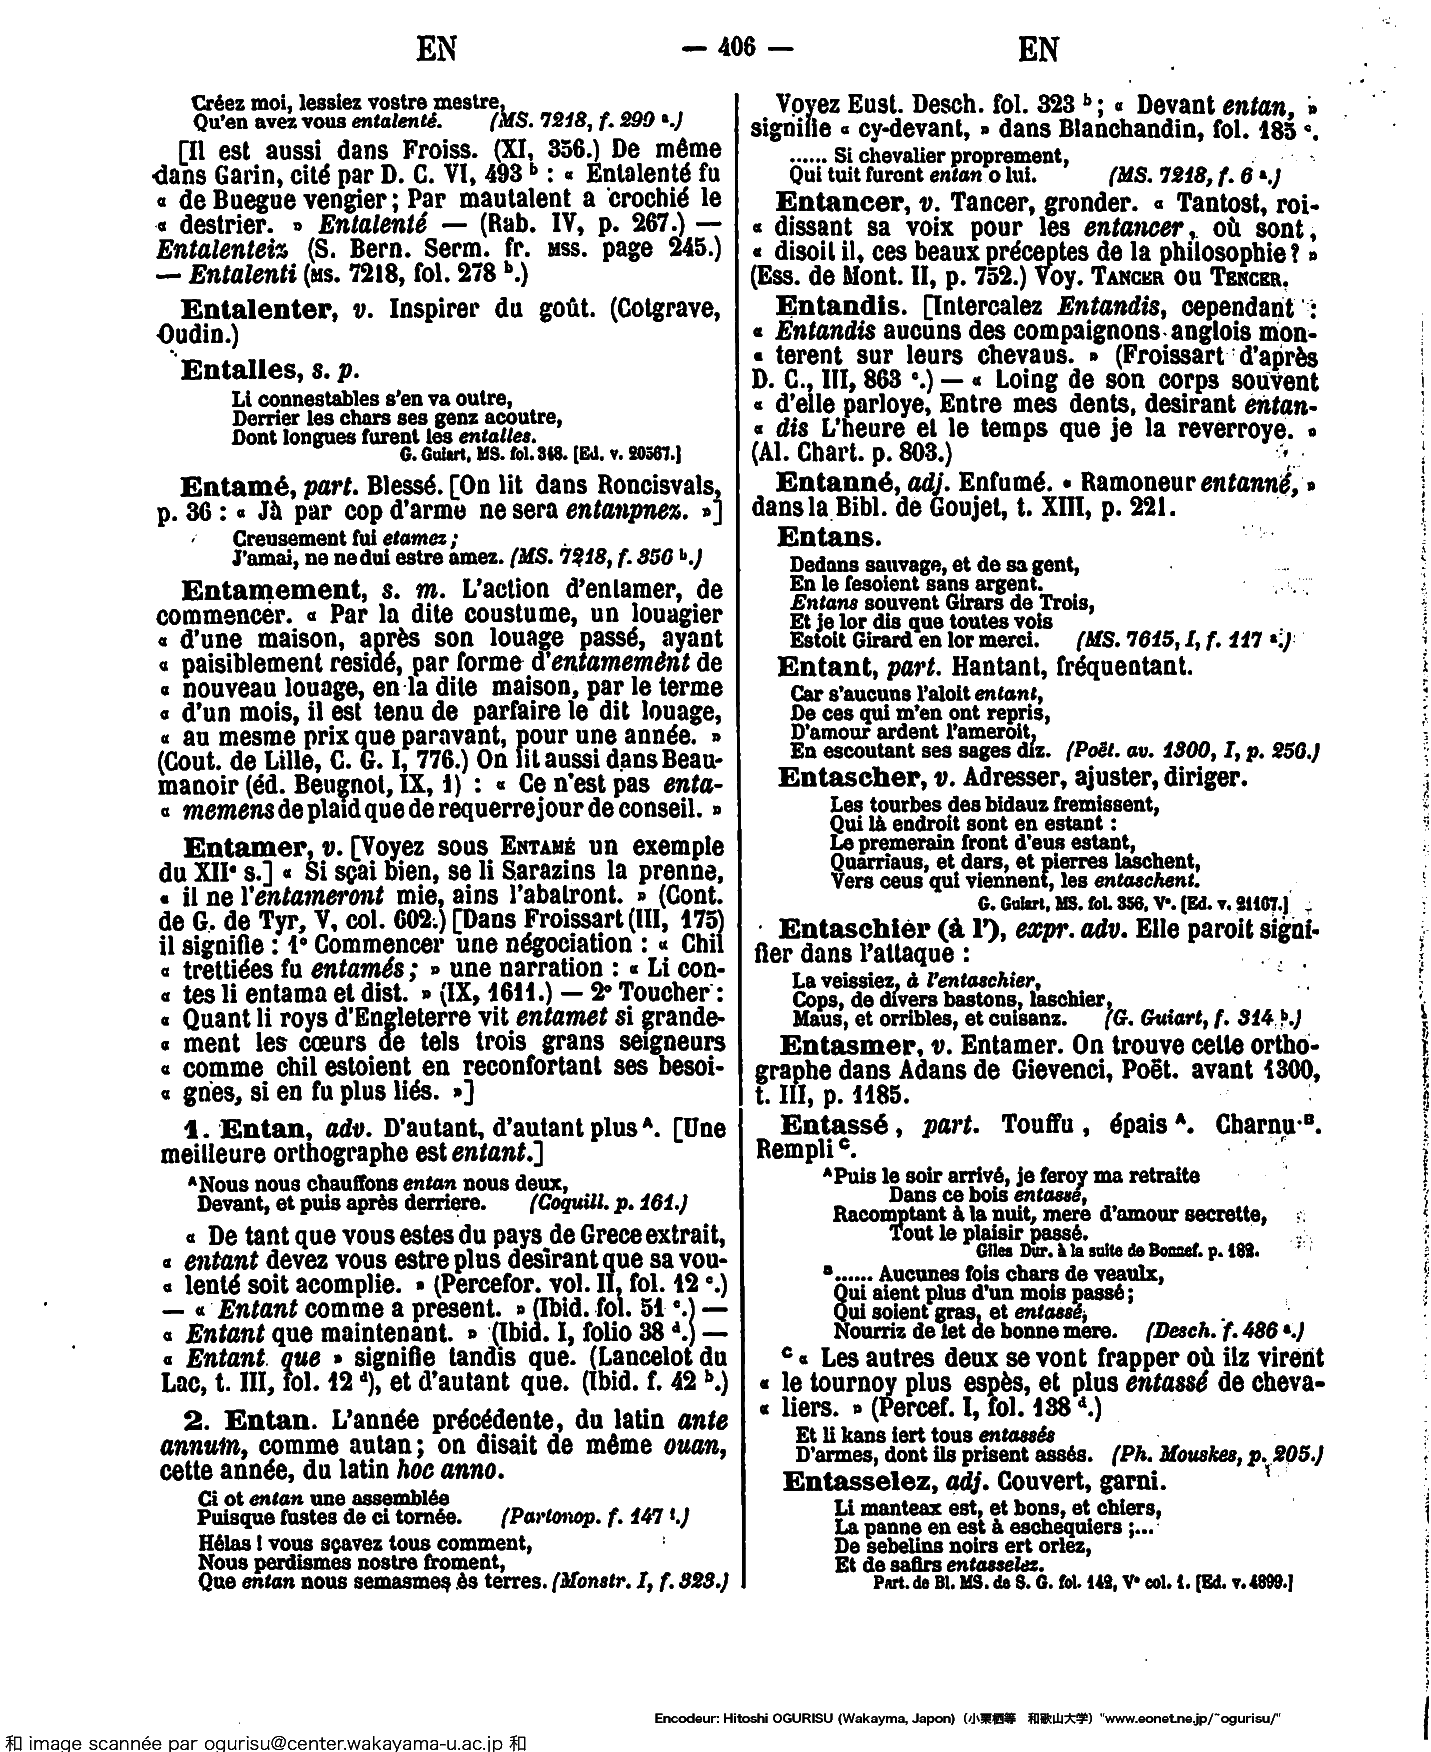 EN — 406 — EN
Créez moi, lessiez vostre mestre,
Qu'en avez vous entalenté. (MS. 7218, f. 290 a.)
[Il est aussi dans Froiss. (XI, 356.) De même
dans Garin, cité par D. C. VI, 493 b : « Entalenté fu
« de Buegue vengier ; Par mautalent a crochié le
« destrier. » Entalenté — (Rab. IV, p. 267.) —
Entalenteiz (S. Bern. Serm. fr. MSS. page 245.)
— Entalenti (MS. 7218, fol. 278 b.)
Entalenter, v. Inspirer du goût. (Cotgrave,
Oudin.)
Entalles, s. p.
Li connestables s'en va outre,
Derrier les chars ses genz acoutre,
Dont longues furent les entalles.
G. Guiart, MS. fol. 348. [Ed. v. 20567.]
Entamé, part. Blessé. [On lit dans Roncisvals,
p. 36 : « Jà par cop d'arme ne sera entanpnez. »]
Creusement fui etamez ;
J'amai, ne ne dui estre amez. (MS. 7218, f. 356 b.)
Entamement, s. m. L'action d'entamer, de
commencer. « Par la dite coustume, un louagier
« d'une maison, après son louage passé, ayant
« paisiblement residé, par forme d'entamemènt de
« nouveau louage, en la dite maison, par le terme
« d'un mois, il est tenu de parfaire le dit louage,
« au mesme prix que paravant, pour une année. »
(Cout. de Lille, C. G. I, 776.) On lit aussi dans Beau-
manoir (éd. Beugnot, IX, 1) : « Ce n'est pas enta-
« memens de plaid que de requerre jour de conseil. »
Entamer, v. [Voyez sous ENTAMÉ un exemple
du XIIe s.] « Si sçai bien, se li Sarazins la prenne,
« il ne l'entameront mie, ains l'abatront. » (Cont.
de G. de Tyr, V, col. 602.) [Dans Froissart (III, 175)
il signifie : 1° Commencer une négociation : « Chil
« trettiées fu entamés ; » une narration : « Li con-
« tes li entama et dist. » (IX, 1611.) — 2° Toucher :
« Quant li roys d'Engleterre vit entamet si grande-
« ment les cœurs de tels trois grans seigneurs
« comme chil estoient en reconfortant ses besoi-
« gnes, si en fu plus liés. »]
1. Entan, adv. D'autant, d'autant plus A. [Une
meilleure orthographe est entant.]
A Nous nous chauffons entan nous deux,
Devant, et puis après derriere. (Coquill. p. 161.)
« De tant que vous estes du pays de Grece extrait,
« entant devez vous estre plus desirant que sa vou-
« lenté soit acomplie. » (Percefor. vol. II, fol. 12 c.)
— « Entant comme a present. » (Ibid. fol. 51 c.) —
« Entant que maintenant. » (Ibid. I, folio 38 d.) —
« Entant que » signifie tandis que. (Lancelot du
Lac, t. III, fol. 12 d), et d'autant que. (Ibid. f. 42 b.)
2. Entan. L'année précédente, du latin ante
annum, comme autan ; on disait de même ouan,
cette année, du latin hoc anno.
Ci ot entan une assemblée
Puisque fustes de ci tornée. (Partonop. f. 147 1.)
Hélas ! vous sçavez tous comment,
Nous perdismes nostre froment,
Que entan nous semasmes ès terres. (Monstr. I, f. 323.)
Voyez Eust. Desch. fol. 323 b ; « Devant entan, »
signifie « cy-devant, » dans Blanchandin, fol. 185 c.
...... Si chevalier proprement,
Qui tuit furent entan o lui. (MS. 7218, f. 6 a.)
Entancer, v. Tancer, gronder. « Tantost, roi-
« dissant sa voix pour les entancer, où sont,
« disoit il, ces beaux préceptes de la philosophie ? »
(Ess. de Mont. II, p. 752.) Voy. TANCER OU TENCER.
Entandis. [Intercalez Entandis, cependant :
« Entandis aucuns des compaignons anglois mon-
« terent sur leurs chevaus. » (Froissart d'après
D. C., III, 863 c.) — « Loing de son corps souvent
« d'elle parloye, Entre mes dents, desirant entan-
« dis L'heure et le temps que je la reverroye. »
(Al. Chart. p. 803.)
Entanné, adj. Enfumé. « Ramoneur entanné, »
dans la Bibl. de Goujet, t. XIII, p. 221.
Entans.
Dedans sauvage, et de sa gent,
En le fesoient sans argent.
Entans souvent Girars de Trois,
Et je lor dis que toutes vois
Estoit Girard en lor merci. (MS. 7615, I, f. 117 a.)
Entant, part. Hantant, fréquentant.
Car s'aucuns l'aloit entant,
De ces qui m'en ont repris,
D'amour ardent l'ameroit,
En escoutant ses sages diz. (Poët. av. 1300, I, p. 256.)
Entascher, v. Adresser, ajuster, diriger.
Les tourbes des bidauz fremissent,
Qui là endroit sont en estant :
Le premerain front d'eus estant,
Quarriaus, et dars, et pierres laschent,
Vers ceus qui viennent, les entaschent.
G. Guiart, MS. fol. 356, V°. [Ed. v. 21167.]
Entaschier (à l'), expr. adv. Elle paroit signi-
fier dans l'attaque :
La veissiez, à l'entaschier,
Cops, de divers bastons, laschier,
Maus, et orribles, et cuisanz. (G. Guiart, f. 314 b.)
Entasmer, v. Entamer. On trouve cette ortho-
graphe dans Adans de Gievenci, Poët. avant 1300,
t. III, p. 1185.
Entassé, part. Touffu, épais A. Charnu B.
Rempli C.
A Puis le soir arrivé, je feroy ma retraite
Dans ce bois entassé,
Racomptant à la nuit, mere d'amour secrette,
Tout le plaisir passé.
Giles Dur. à la suite de Bonnef. p. 182.
B ...... Aucunes fois chars de veaulx,
Qui aient plus d'un mois passé ;
Qui soient gras, et entassé,
Nourriz de let de bonne mere. (Desch. f. 486 a.)
C « Les autres deux se vont frapper où ilz virent
« le tournoy plus espès, et plus entassé de cheva-
« liers. » (Percef. I, fol. 138 d.)
Et li kans iert tous entassés
D'armes, dont ils prisent assés. (Ph. Mouskes, p. 205.)
Entasselez, adj. Couvert, garni.
Li manteax est, et bons, et chiers,
La panne en est à eschequiers ;...
De sebelins noirs ert orlez,
Et de safirs entasselez.
Part. de Bl. MS. de S. G. fol. 142, V° col. 1. [Ed. v. 4899.]
Encodeur: Hitoshi OGURISU (Wakayma, Japon) (小栗栖等 和歌山大学) "www.eonet.ne.jp/~ogurisu/"
和 image scannée par ogurisu@center.wakayama-u.ac.jp 和